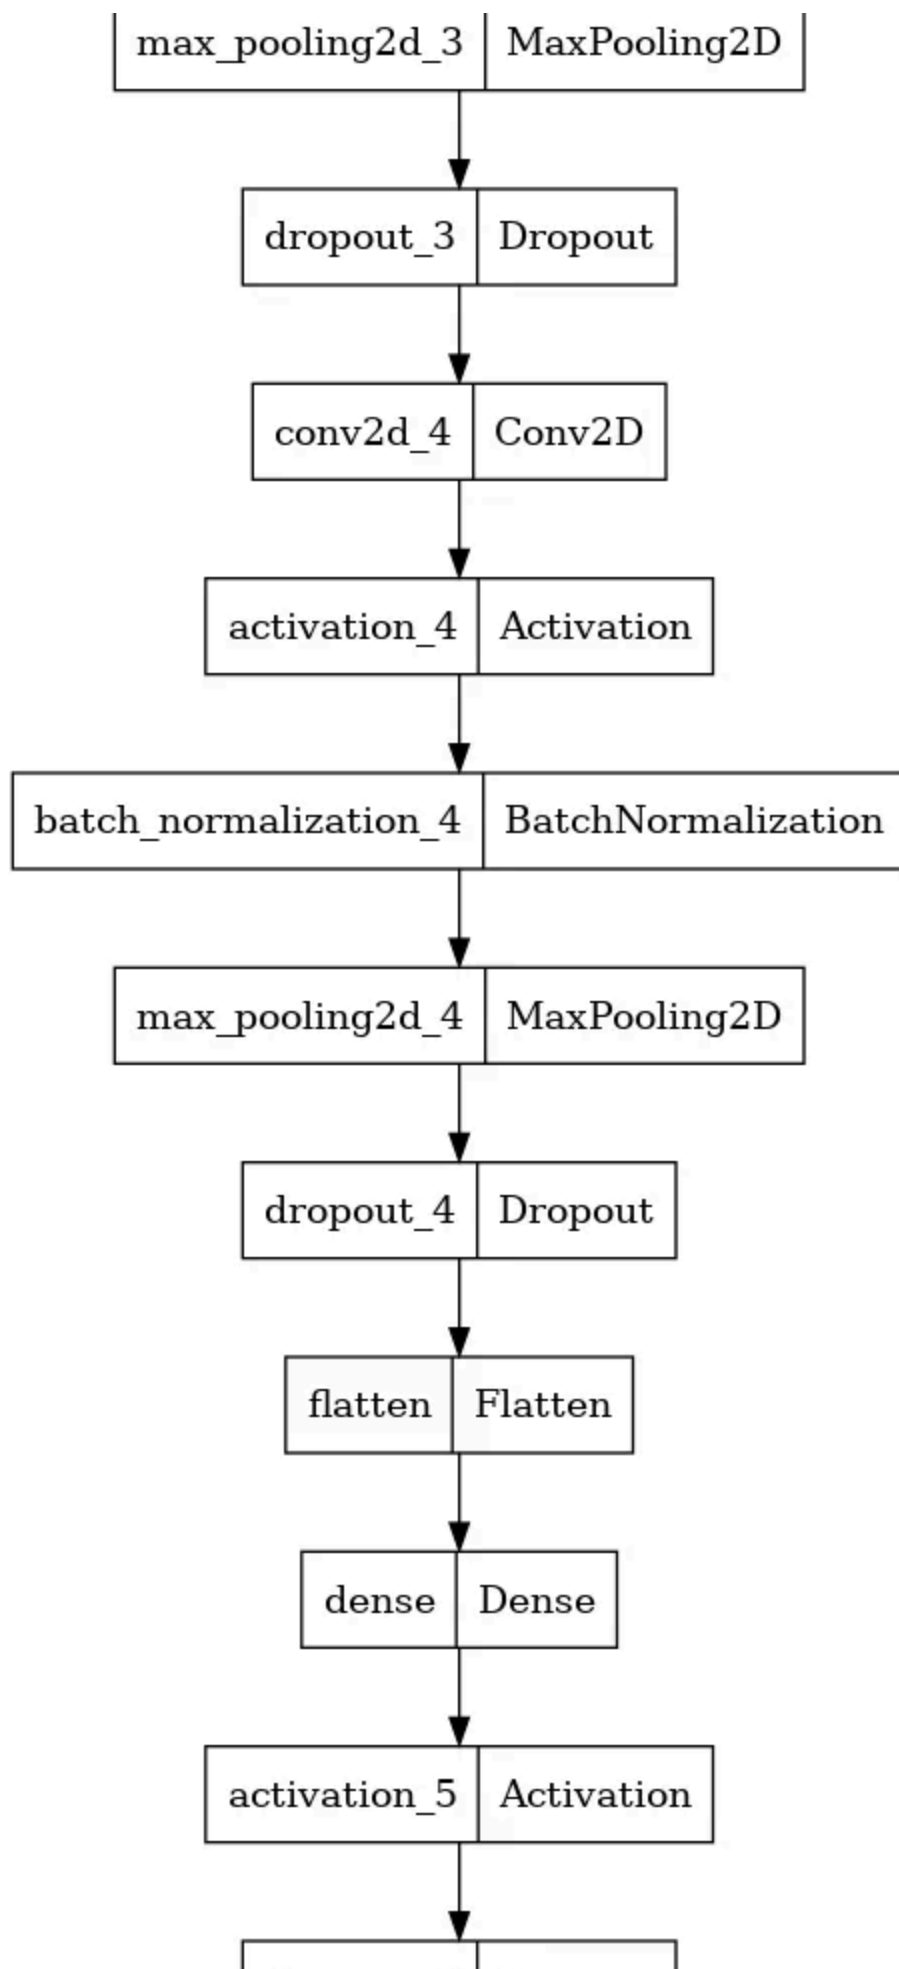 max_pooling2d_3 MaxPooling2D
dropout_3 Dropout
conv2d_4 Conv2D
activation_4 Activation
batch_normalization_4 BatchNormalization
max_pooling2d_4 MaxPooling2D
dropout_4 Dropout
flatten Flatten
dense Dense
activation_5 Activation